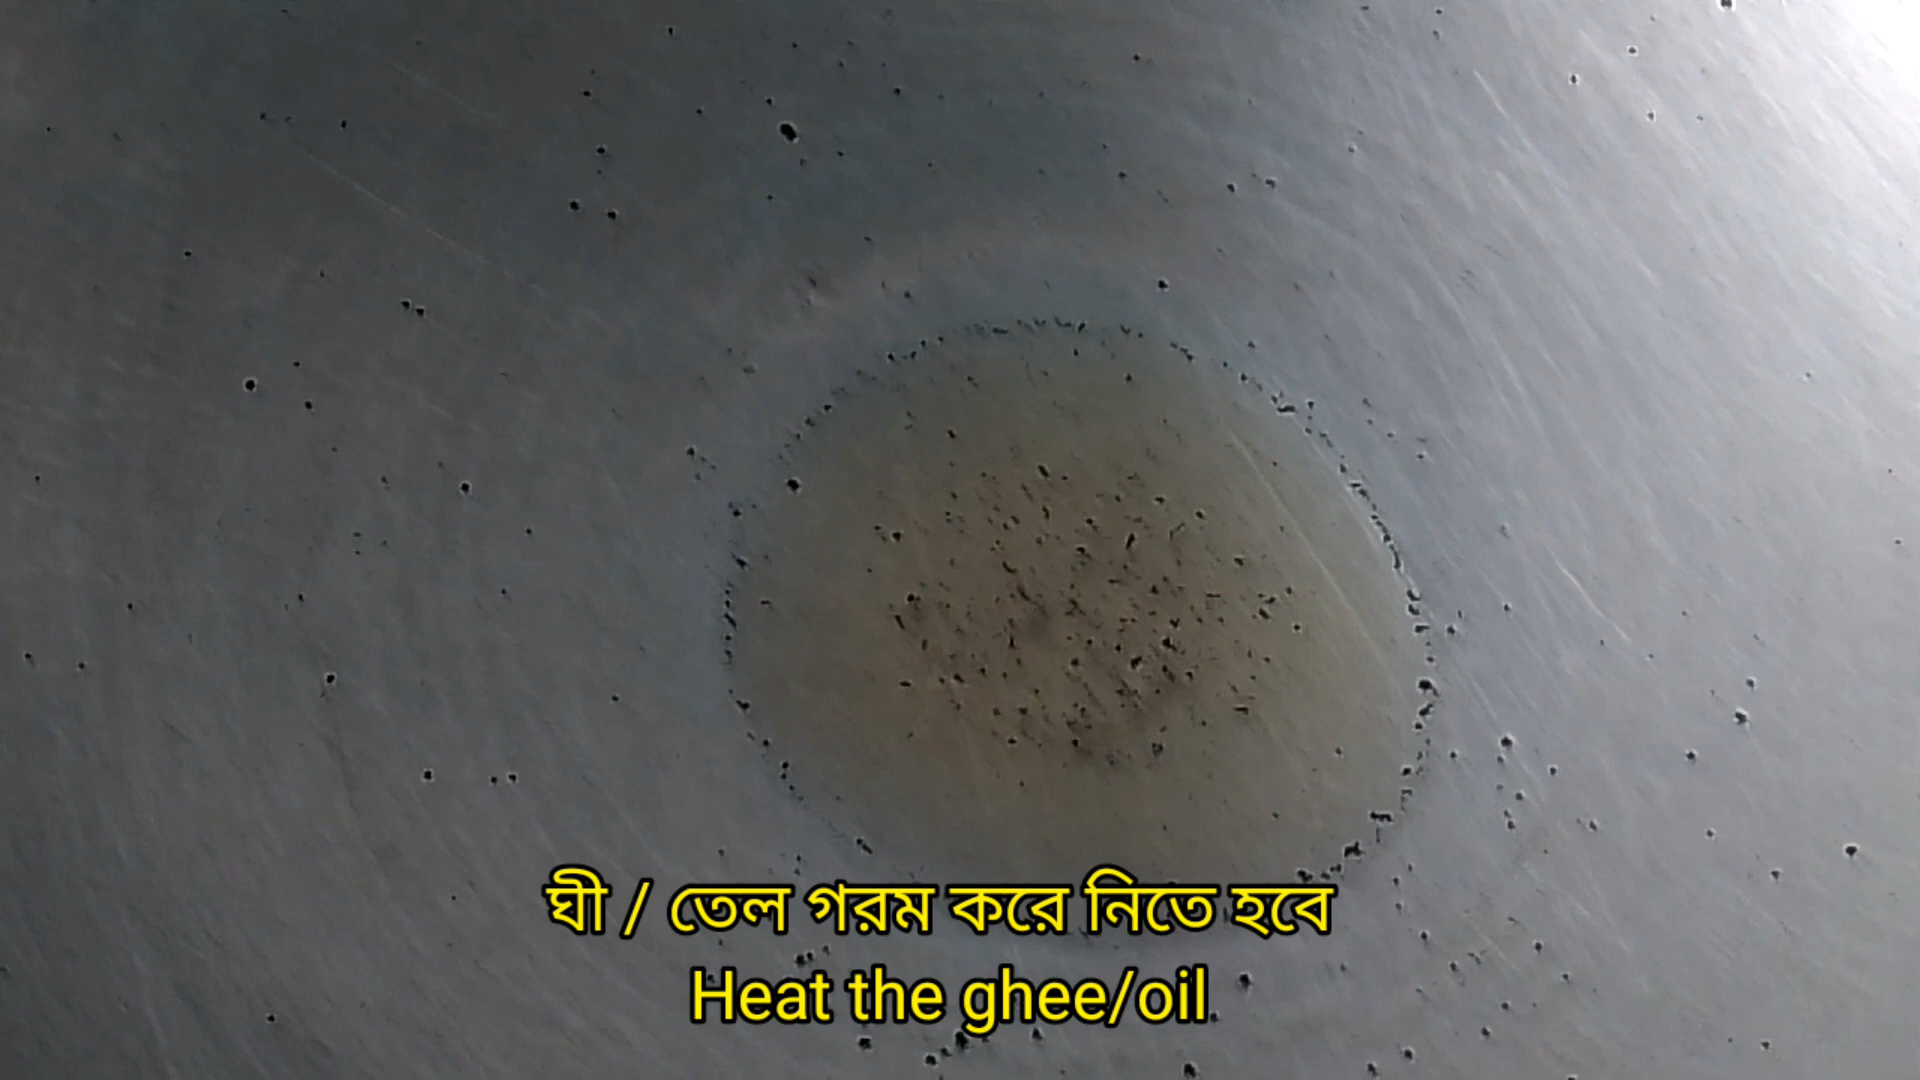 ঘী / তেল গরম করে নিতে হবে
Heat the ghee/oil